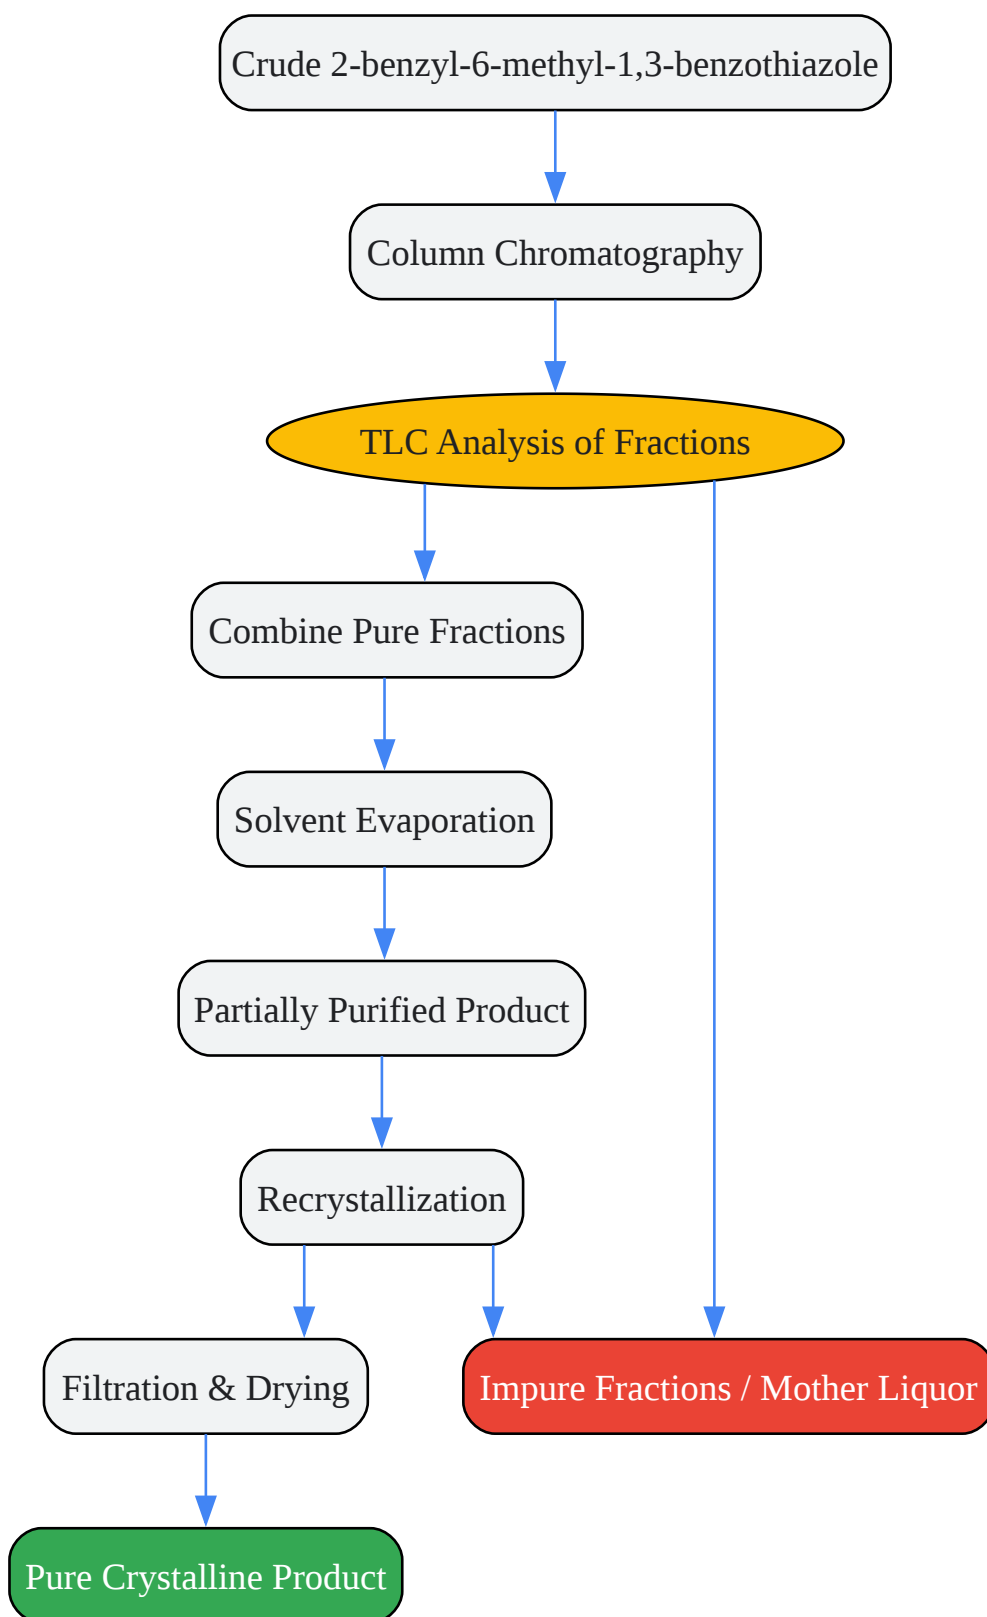 Crude 2-benzyl-6-methyl-1,3-benzothiazole
Column Chromatography
TLC Analysis of Fractions
Combine Pure Fractions
Solvent Evaporation
Partially Purified Product
Recrystallization
Filtration & Drying
Impure Fractions / Mother Liquor
Pure Crystalline Product